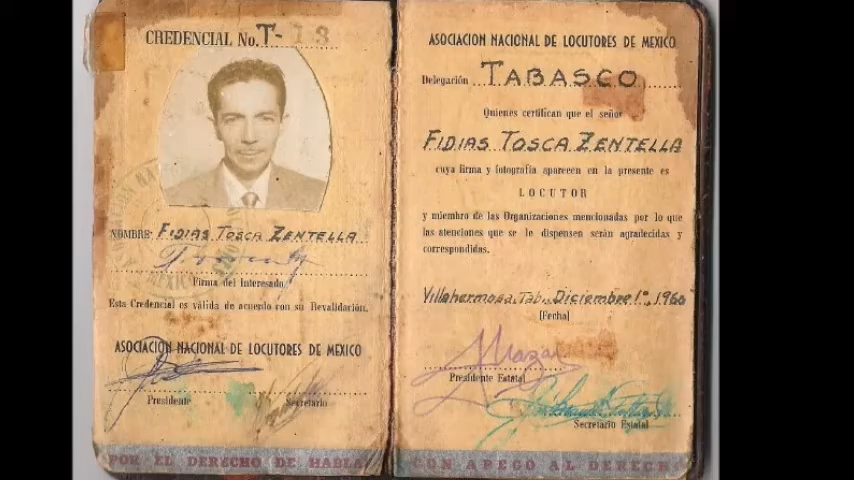 CREDENCIAL No. T-13
NOMBRE: FIDIAS TOSCA ZENTELLA
Firma del Interesado
Esta Credencial es válida de acuerdo con su Revalidación.
ASOCIACION NACIONAL DE LOCUTORES DE MEXICO
Presidente Secretario
POR EL DERECHO DE HABLA
ASOCIACION NACIONAL DE LOCUTORES DE MEXICO
Delegación TABASCO
Quienes certifican que el señor
FIDIAS TOSCA ZENTELLA
cuya firma y fotografía aparecen en la presente es
LOCUTOR
y miembro de las Organizaciones mencionadas por lo que
las atenciones que se le dispensen serán agradecidas y
correspondidas.
Villahermosa, Tab., Diciembre 1o, 1960
(Fecha)
Presidente Estatal
Secretario Estatal
CON APEGO AL DERECH